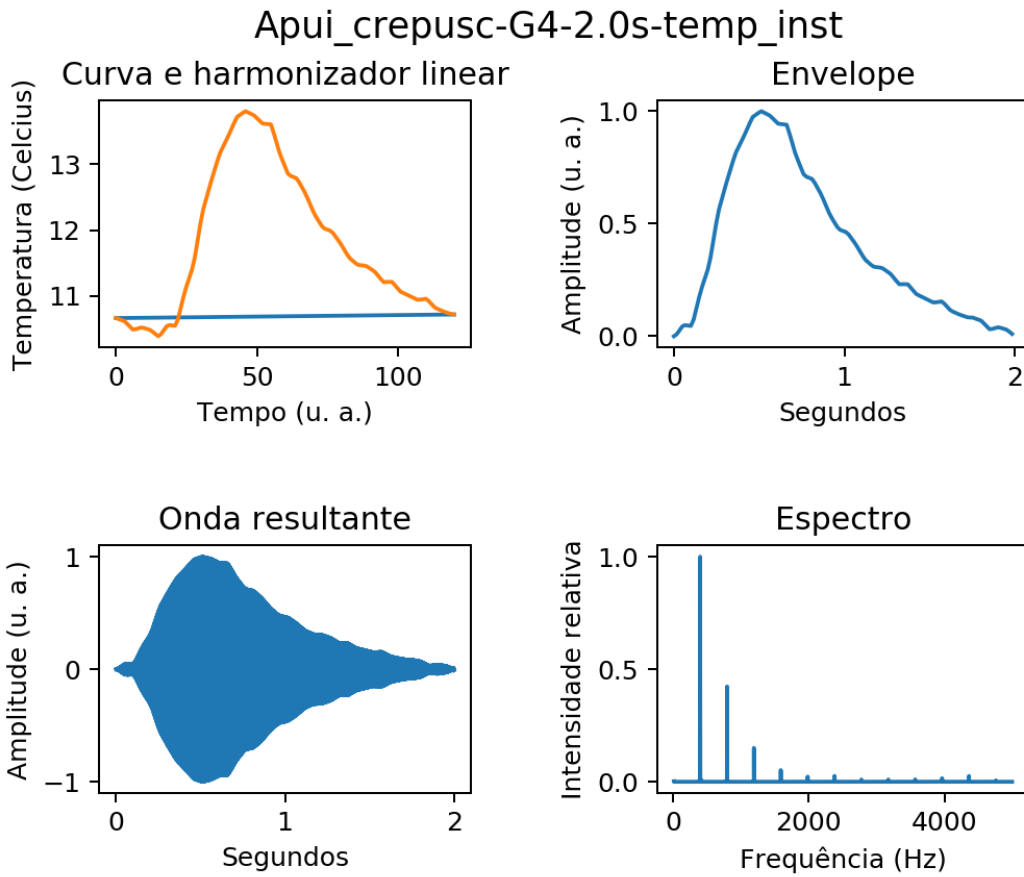 Apui_crepusc-G4-2.0s-temp_inst
Curva e harmonizador linear
Temperatura (Celcius)
13
12
11
0 50 100
Tempo (u. a.)
Envelope
Amplitude (u. a.)
1.0
0.5
0.0
0 1 2
Segundos
Onda resultante
Amplitude (u. a.)
1
0
−1
0 1 2
Segundos
Espectro
Intensidade relativa
1.0
0.5
0.0
0 2000 4000
Frequência (Hz)